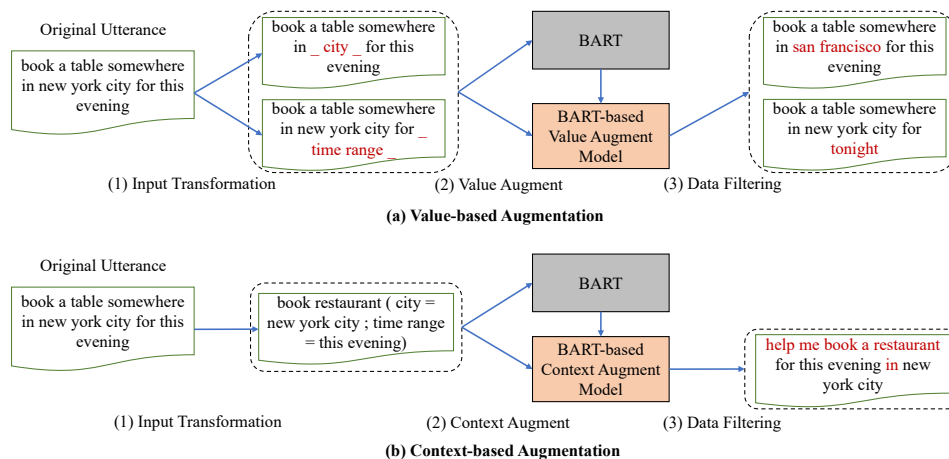 Original Utterance
book a table somewhere
in new york city for this
evening
book a table somewhere
in _ city _ for this
evening
book a table somewhere
in new york city for _
time range _
BART
BART-based
Value Augment
Model
book a table somewhere
in san francisco for this
evening
book a table somewhere
in new york city for
tonight
(1) Input Transformation
(2) Value Augment
(3) Data Filtering
(a) Value-based Augmentation
Original Utterance
book a table somewhere
in new york city for this
evening
book restaurant ( city =
new york city ; time range
= this evening)
BART
BART-based
Context Augment
Model
help me book a restaurant
for this evening in new
york city
(1) Input Transformation
(2) Context Augment
(3) Data Filtering
(b) Context-based Augmentation